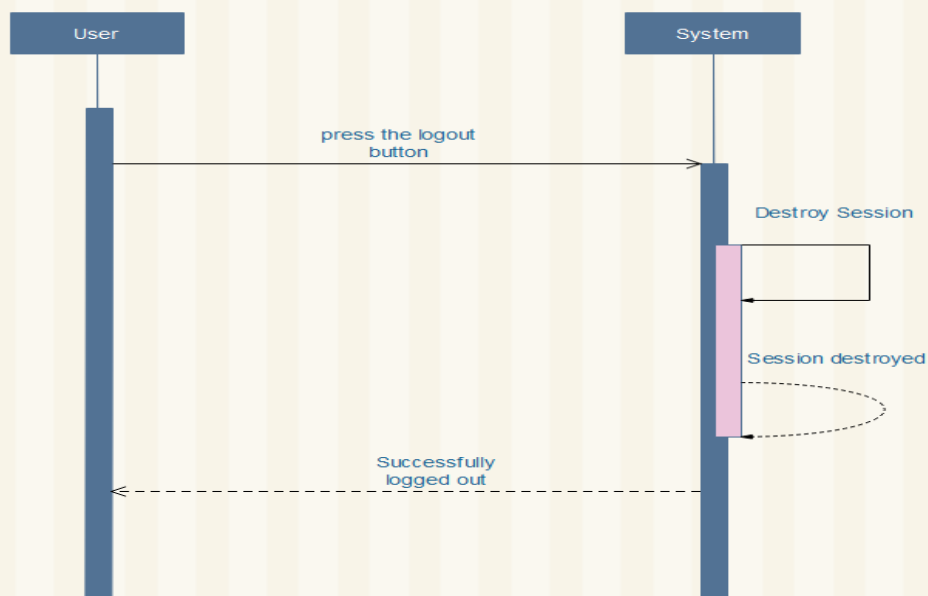 User
System
press the logout
button
Destroy Session
Session destroyed
Successfully
logged out